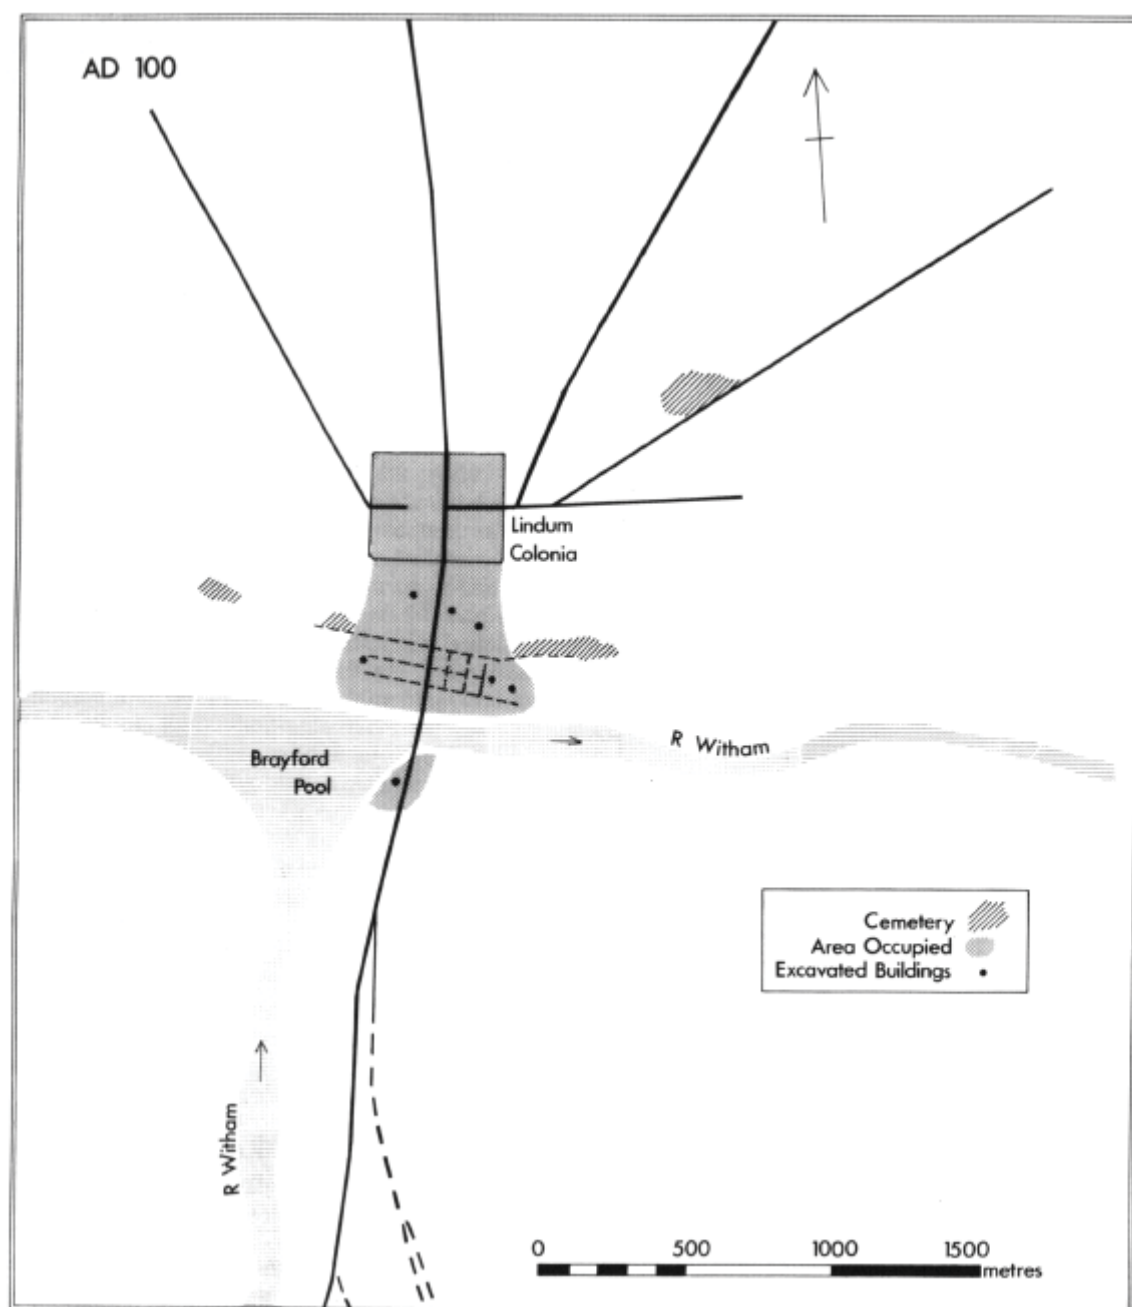 AD 100
Lindum
Colonia
R Witham
Brayford
Pool
Cemetery
Area Occupied
Excavated Buildings
R Witham
0 500 1000 1500
metres